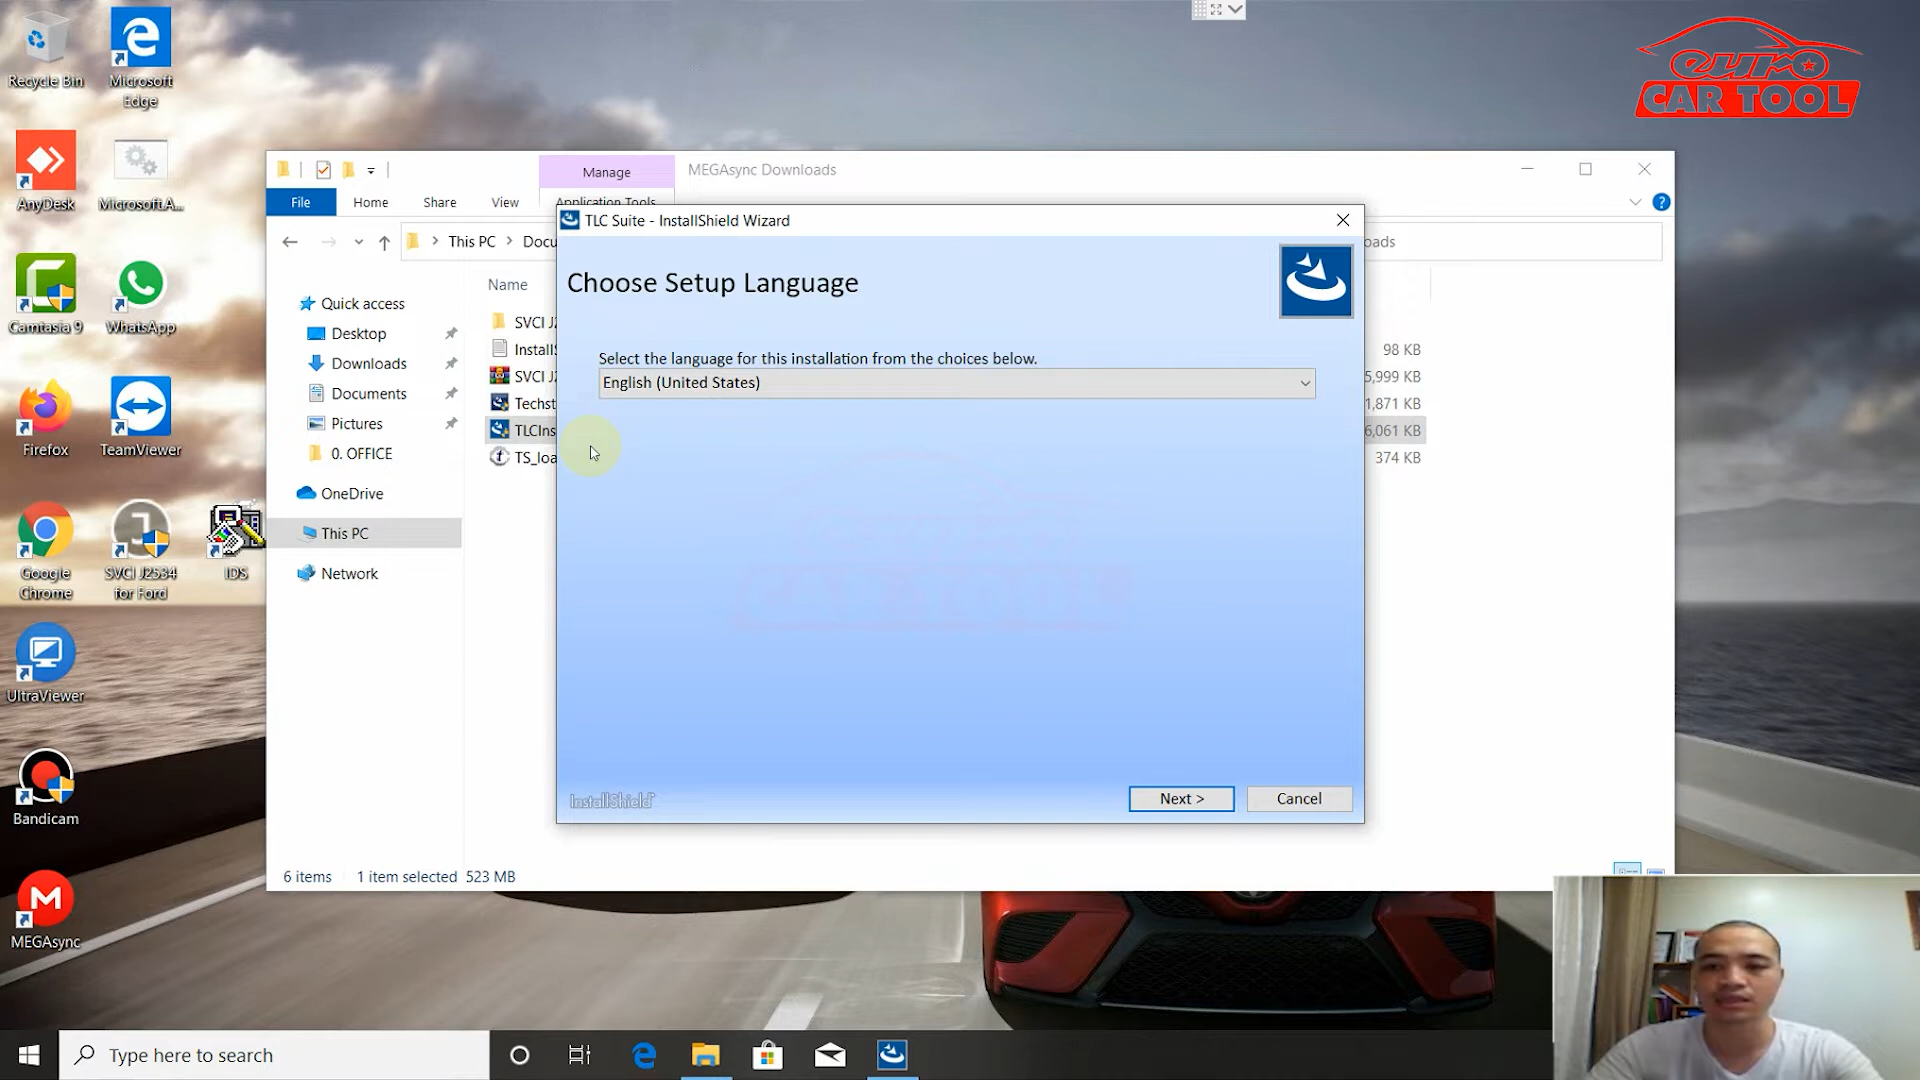 Recycle Bin
Microsoft Edge
AnyDesk
Microsoft.A...
Camtasia 9
WhatsApp
Firefox
TeamViewer
Google Chrome
SVCI J2534 for Ford
IDS
UltraViewer
Bandicam
MEGAsync
euro
CAR TOOL
Manage
MEGAsync Downloads
File
Home
Share
View
Application Tools
This PC
Docu
oads
Name
Quick access
Desktop
Downloads
Documents
Pictures
0. OFFICE
OneDrive
This PC
Network
SVCI J2
InstallS
98 KB
SVCI J2
5,999 KB
Techst
1,871 KB
TLCIns
6,061 KB
TS_loa
374 KB
6 items
1 item selected 523 MB
TLC Suite - InstallShield Wizard
Choose Setup Language
Select the language for this installation from the choices below.
English (United States)
InstallShield
Next >
Cancel
Type here to search